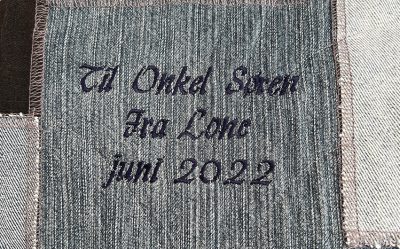 Til Onkel Søren
Fra Lone
juni 2022